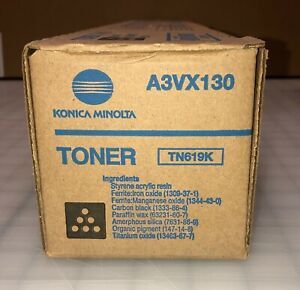 A3VX130
KONICA MINOLTA
TONER
TN619K
Ingredients
Styrene acrylic resin
Ferrite:Iron oxide (1309-37-1)
Ferrite:Manganese oxide (1344-43-0)
Carbon black (1333-86-4)
Paraffin wax (63231-60-7)
Amorphous silica (7631-86-9)
Organic pigment (147-14-8)
Titanium oxide (13463-67-7)